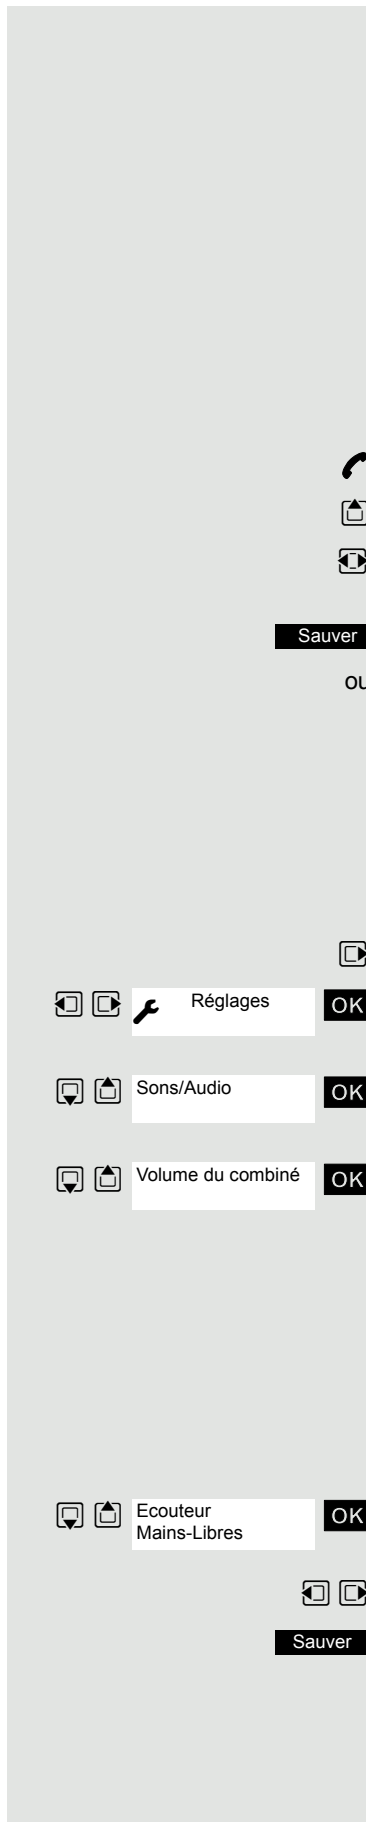 Sauver
ou
Réglages OK
Sons/Audio OK
Volume du combiné OK
Ecouteur
Mains-Libres OK
Sauver